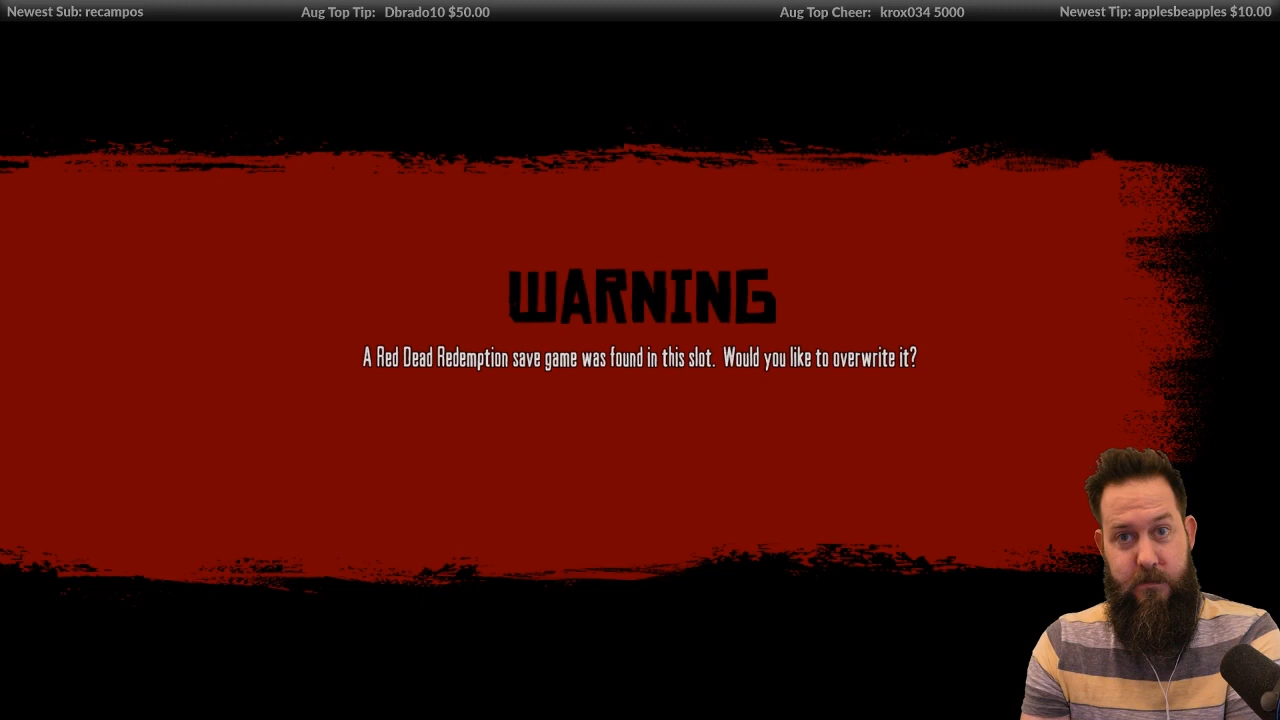 Newest Sub: recampos
Aug Top Tip: Dbrado10 $50.00
Aug Top Cheer: krox034 5000
Newest Tip: applesbeapples $10.00
WARNING
A Red Dead Redemption save game was found in this slot. Would you like to overwrite it?